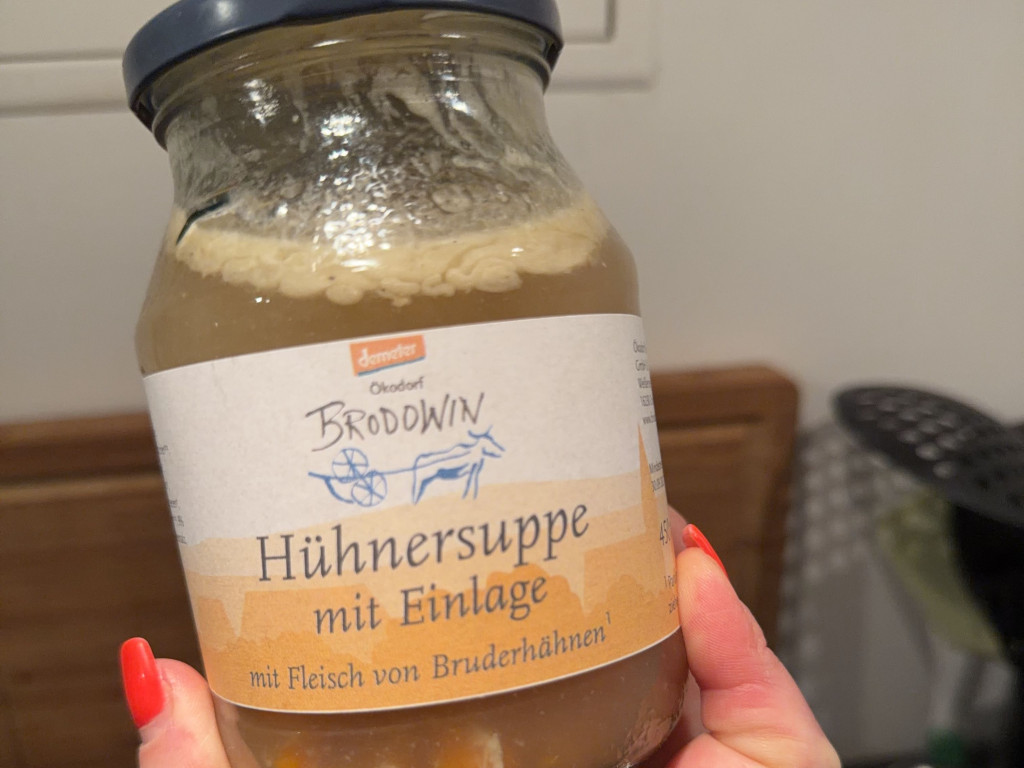 demeter
Ökodorf
BRODOWIN
Hühnersuppe
mit Einlage
mit Fleisch von Bruderhähnen¹